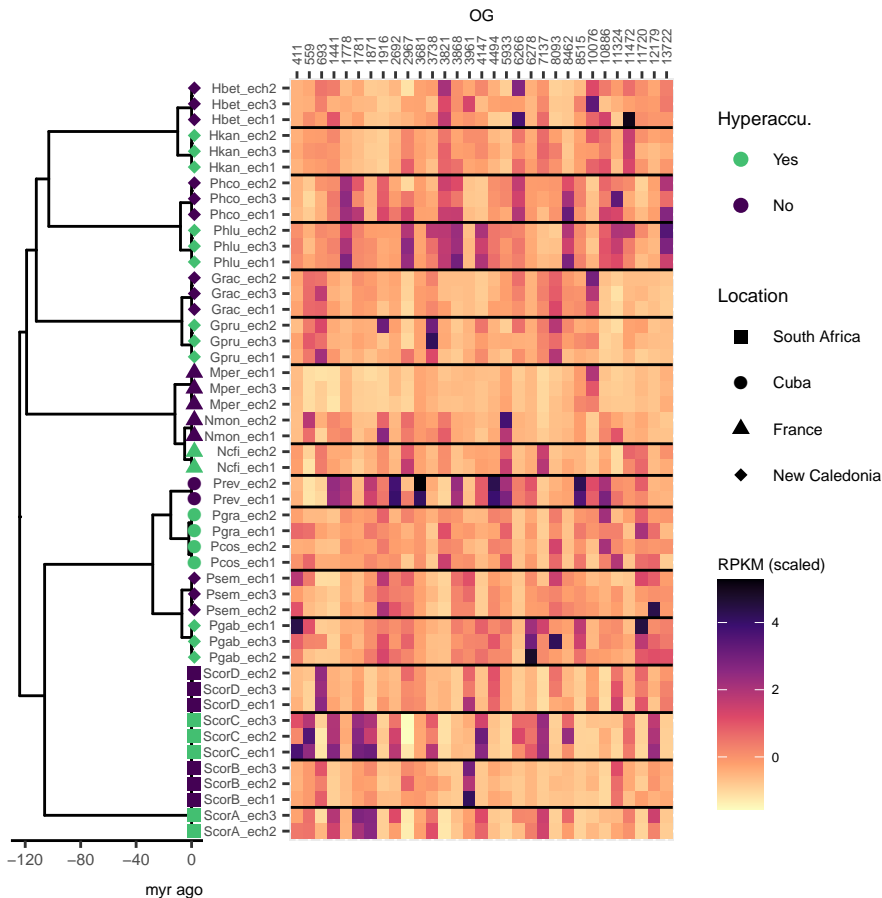 OG
411 559 693 1441 1778 1781 1871 1916 2692 2967 3681 3738 3821 3868 3961 4147 4494 5933 6266 6278 7137 8093 8462 8515 10076 10886 11324 11472 11720 12179 13722
Hbet_ech2
Hbet_ech3
Hbet_ech1
Hkan_ech2
Hkan_ech3
Hkan_ech1
Phco_ech2
Phco_ech3
Phco_ech1
Phlu_ech2
Phlu_ech3
Phlu_ech1
Grac_ech2
Grac_ech3
Grac_ech1
Gpru_ech2
Gpru_ech3
Gpru_ech1
Mper_ech1
Mper_ech3
Mper_ech2
Nmon_ech2
Nmon_ech1
Ncfi_ech2
Ncfi_ech1
Prev_ech2
Prev_ech1
Pgra_ech2
Pgra_ech1
Pcos_ech2
Pcos_ech1
Psem_ech1
Psem_ech3
Psem_ech2
Pgab_ech1
Pgab_ech3
Pgab_ech2
ScorD_ech2
ScorD_ech3
ScorD_ech1
ScorC_ech3
ScorC_ech2
ScorC_ech1
ScorB_ech3
ScorB_ech2
ScorB_ech1
ScorA_ech3
ScorA_ech2
−120 −80 −40 0
myr ago
Hyperaccu.
Yes
No
Location
South Africa
Cuba
France
New Caledonia
RPKM (scaled)
4
2
0